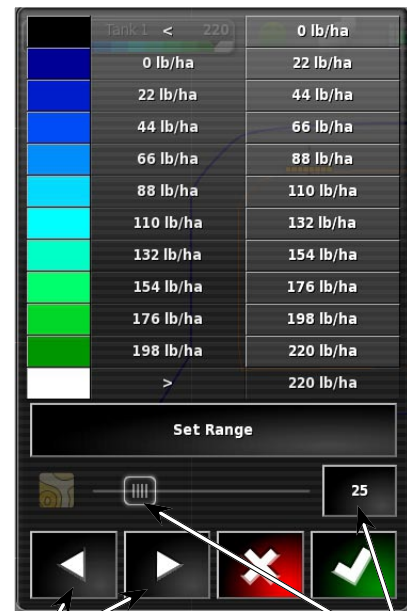 Tank 1 < 220 0 lb/ha
0 lb/ha 22 lb/ha
22 lb/ha 44 lb/ha
44 lb/ha 66 lb/ha
66 lb/ha 88 lb/ha
88 lb/ha 110 lb/ha
110 lb/ha 132 lb/ha
132 lb/ha 154 lb/ha
154 lb/ha 176 lb/ha
176 lb/ha 198 lb/ha
198 lb/ha 220 lb/ha
> 220 lb/ha
Set Range
25